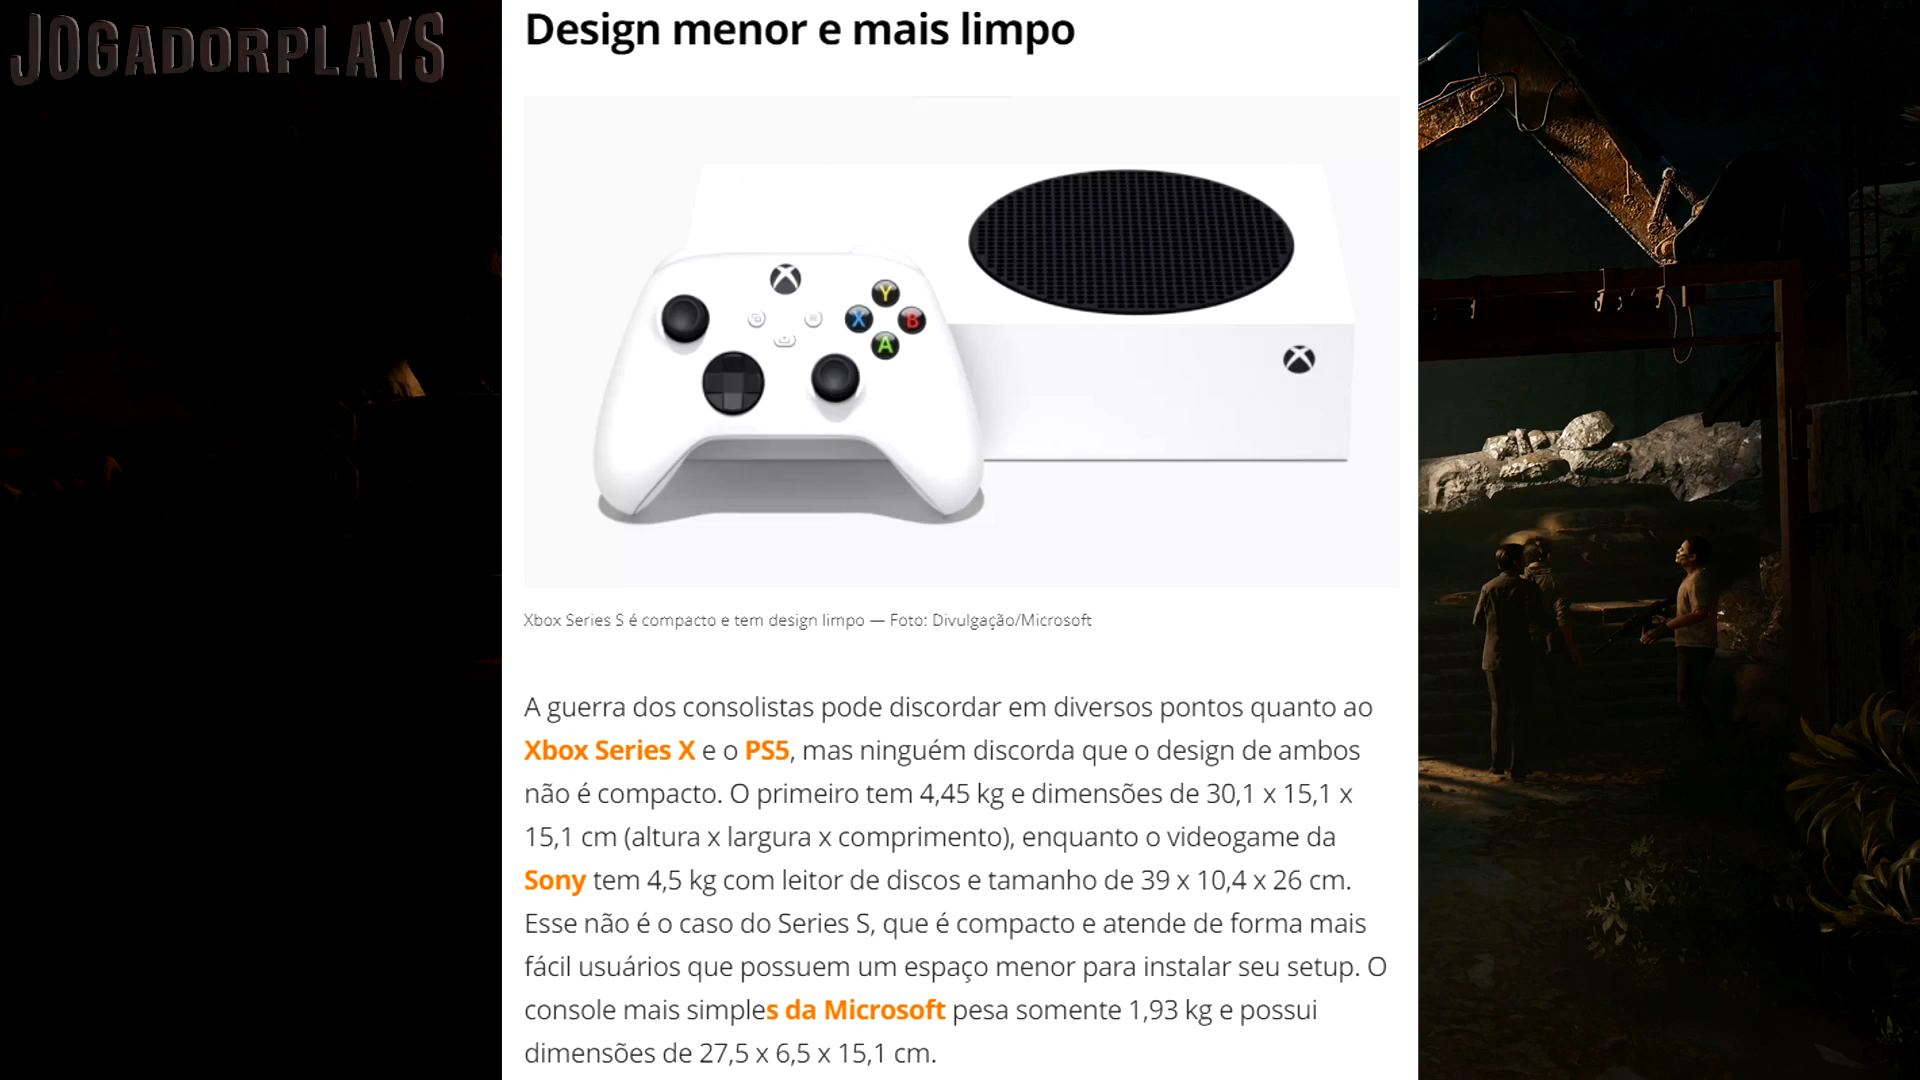 JOGADORPLAYS
Design menor e mais limpo
Y
X
B
A
Xbox Series S é compacto e tem design limpo — Foto: Divulgação/Microsoft
A guerra dos consolistas pode discordar em diversos pontos quanto ao
Xbox Series X e o PS5, mas ninguém discorda que o design de ambos
não é compacto. O primeiro tem 4,45 kg e dimensões de 30,1 x 15,1 x
15,1 cm (altura x largura x comprimento), enquanto o videogame da
Sony tem 4,5 kg com leitor de discos e tamanho de 39 x 10,4 x 26 cm.
Esse não é o caso do Series S, que é compacto e atende de forma mais
fácil usuários que possuem um espaço menor para instalar seu setup. O
console mais simples da Microsoft pesa somente 1,93 kg e possui
dimensões de 27,5 x 6,5 x 15,1 cm.